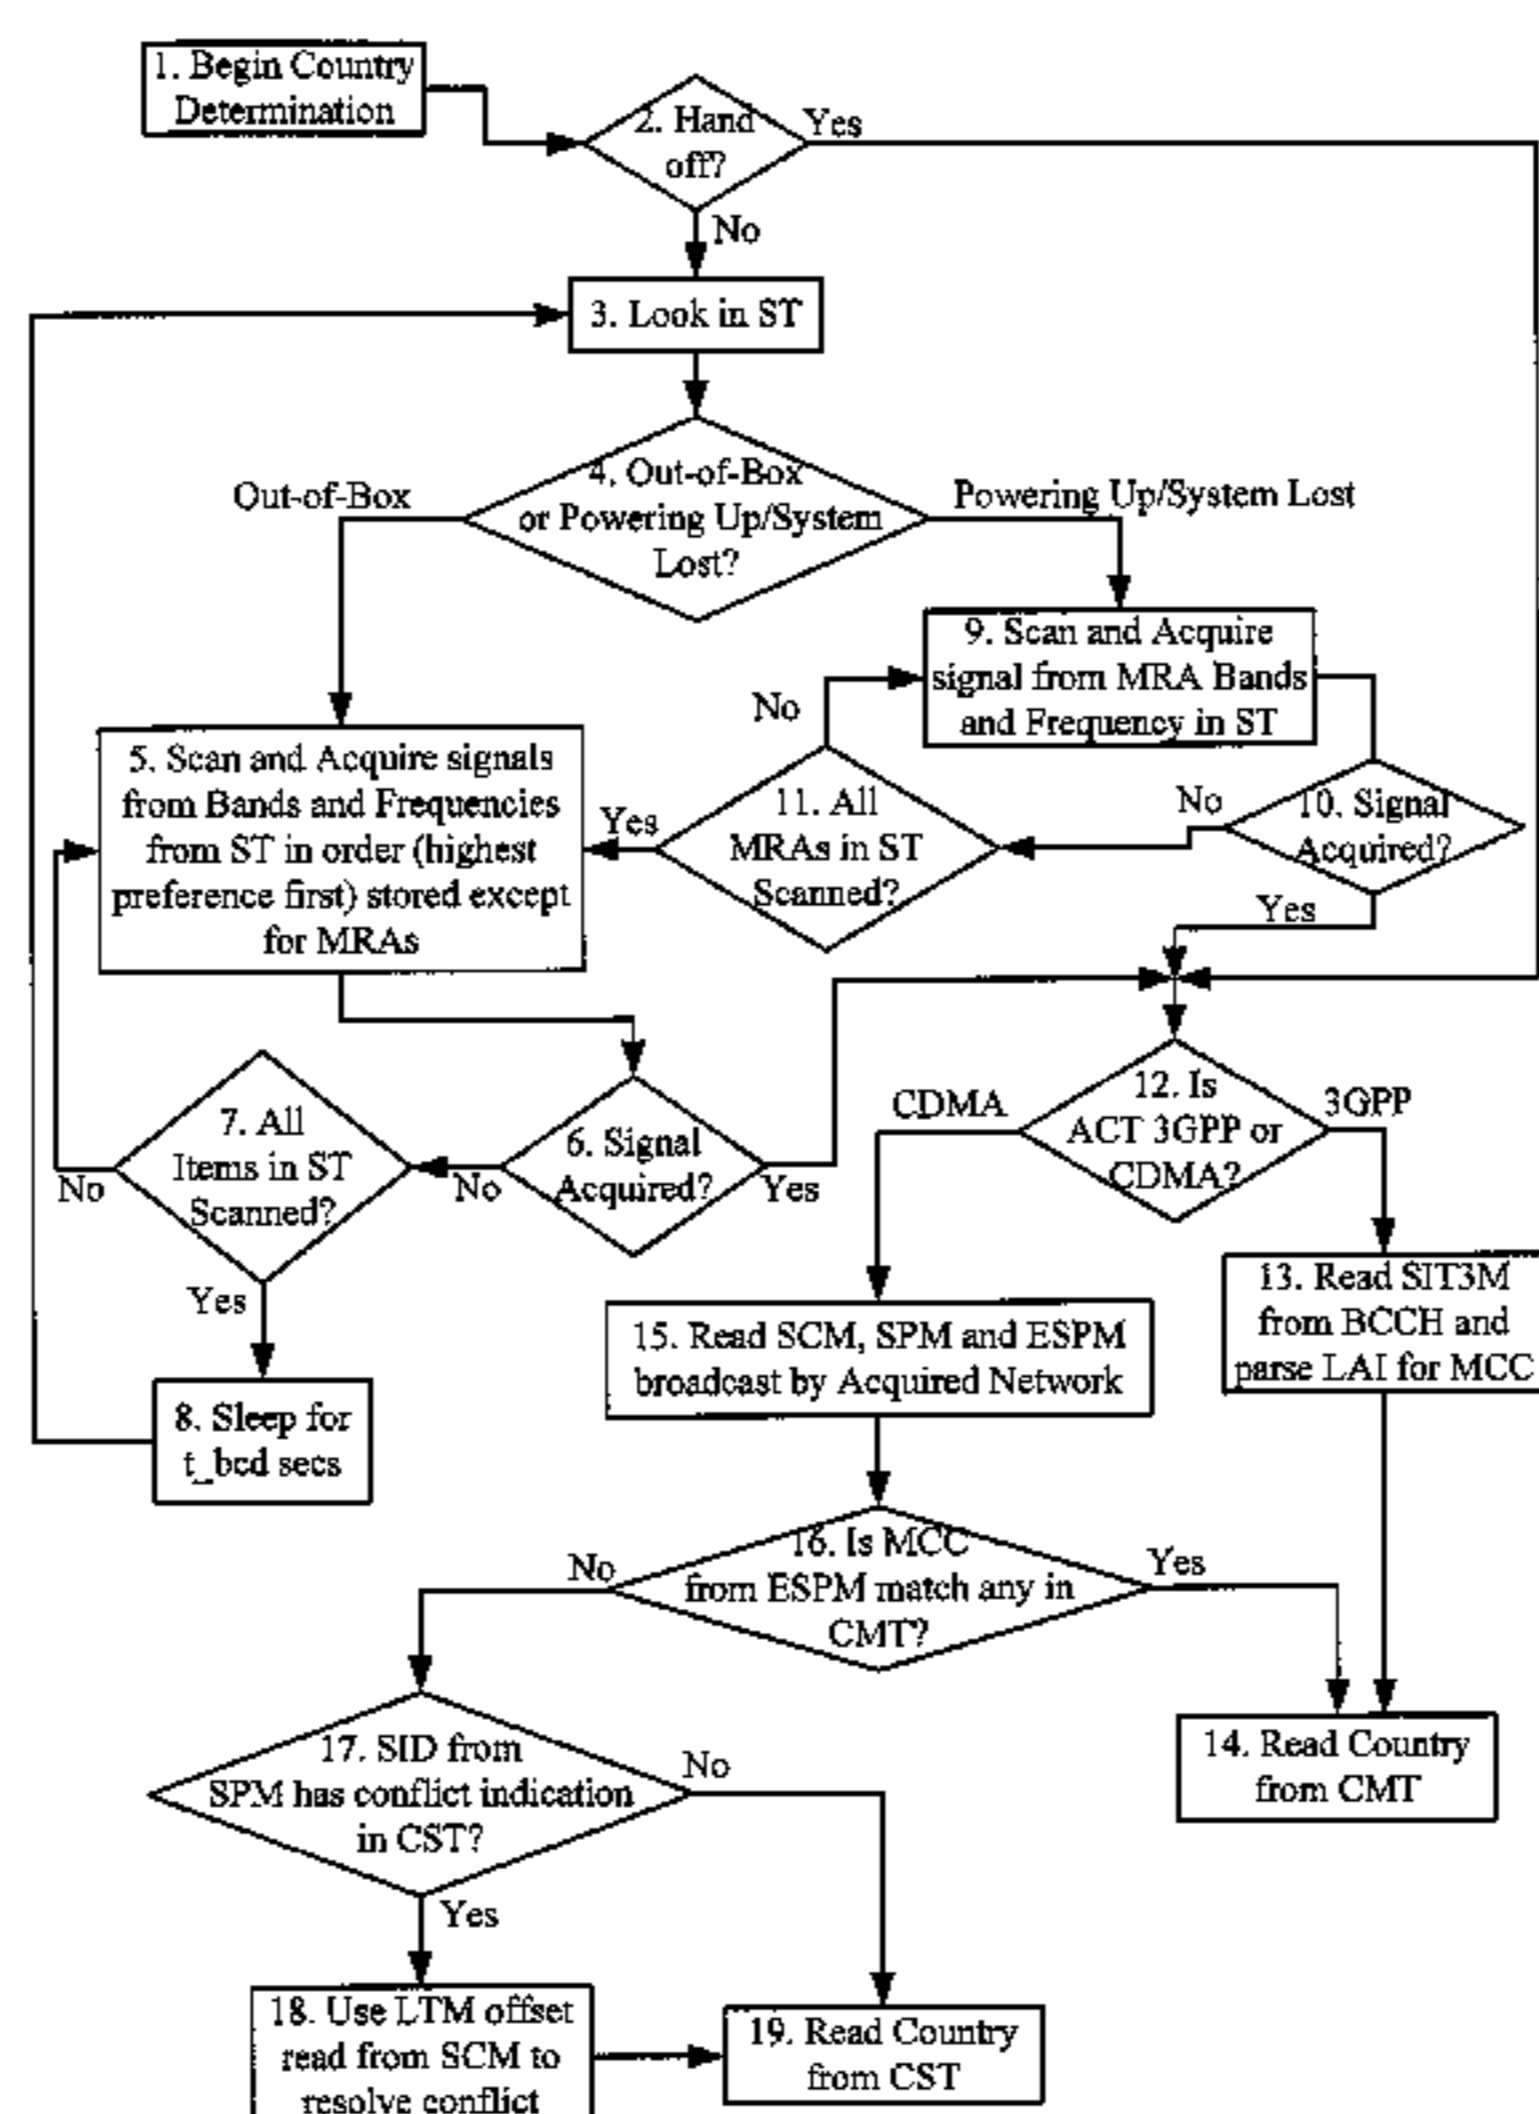 1. Begin Country
Determination
2. Hand
off?
Yes
No
3. Look in ST
4. Out-of-Box
or Powering Up/System
Lost?
Out-of-Box
Powering Up/System Lost
5. Scan and Acquire signals
from Bands and Frequencies
from ST in order (highest
preference first) stored except
for MRAs
9. Scan and Acquire
signal from MRA Bands
and Frequency in ST
No
11. All
MRAs in ST
Scanned?
Yes
No
10. Signal
Acquired?
Yes
7. All
Items in ST
Scanned?
No
Yes
6. Signal
Acquired?
No
Yes
8. Sleep for
t_bcd secs
12. Is
ACT 3GPP or
CDMA?
CDMA
3GPP
13. Read SIT3M
from BCCH and
parse LAI for MCC
15. Read SCM, SPM and ESPM
broadcast by Acquired Network
16. Is MCC
from ESPM match any in
CMT?
No
Yes
14. Read Country
from CMT
17. SID from
SPM has conflict indication
in CST?
No
Yes
18. Use LTM offset
read from SCM to
resolve conflict
19. Read Country
from CST